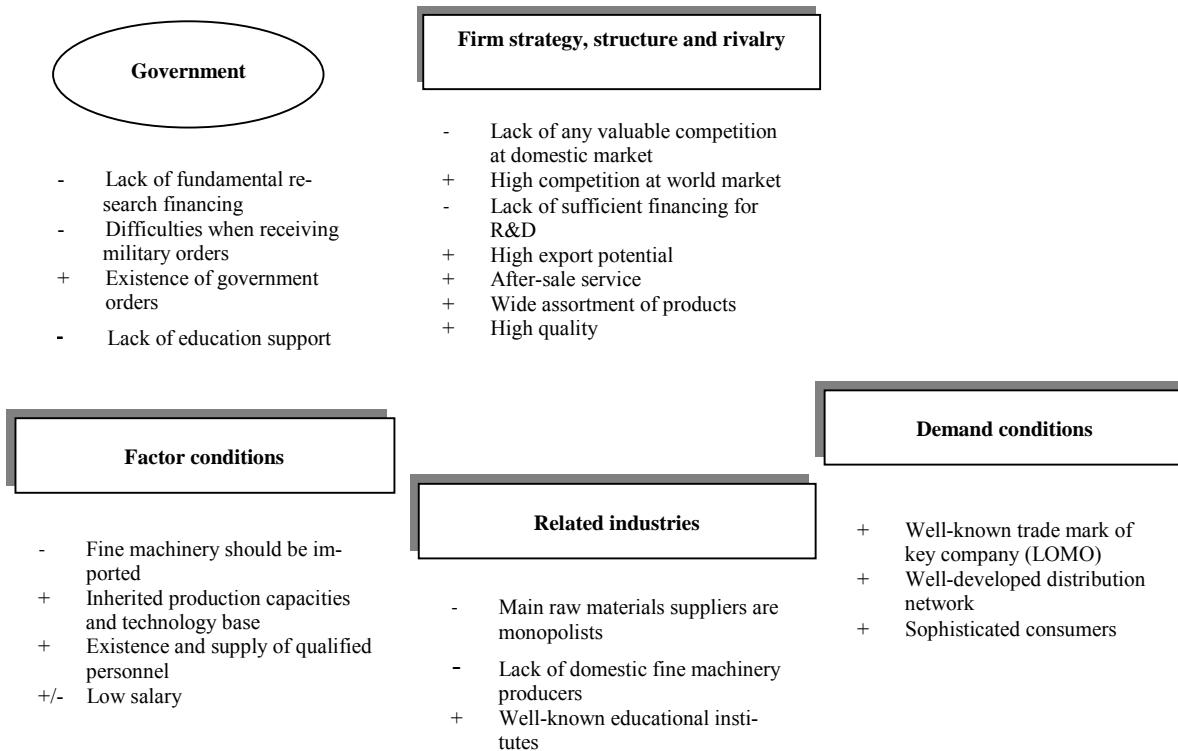 Government
- Lack of fundamental re-
search financing
- Difficulties when receiving
military orders
+ Existence of government
orders
- Lack of education support
Firm strategy, structure and rivalry
- Lack of any valuable competition
at domestic market
+ High competition at world market
- Lack of sufficient financing for
R&D
+ High export potential
+ After-sale service
+ Wide assortment of products
+ High quality
Factor conditions
- Fine machinery should be im-
ported
+ Inherited production capacities
and technology base
+ Existence and supply of qualified
personnel
+/- Low salary
Related industries
- Main raw materials suppliers are
monopolists
- Lack of domestic fine machinery
producers
+ Well-known educational insti-
tutes
Demand conditions
+ Well-known trade mark of
key company (LOMO)
+ Well-developed distribution
network
+ Sophisticated consumers